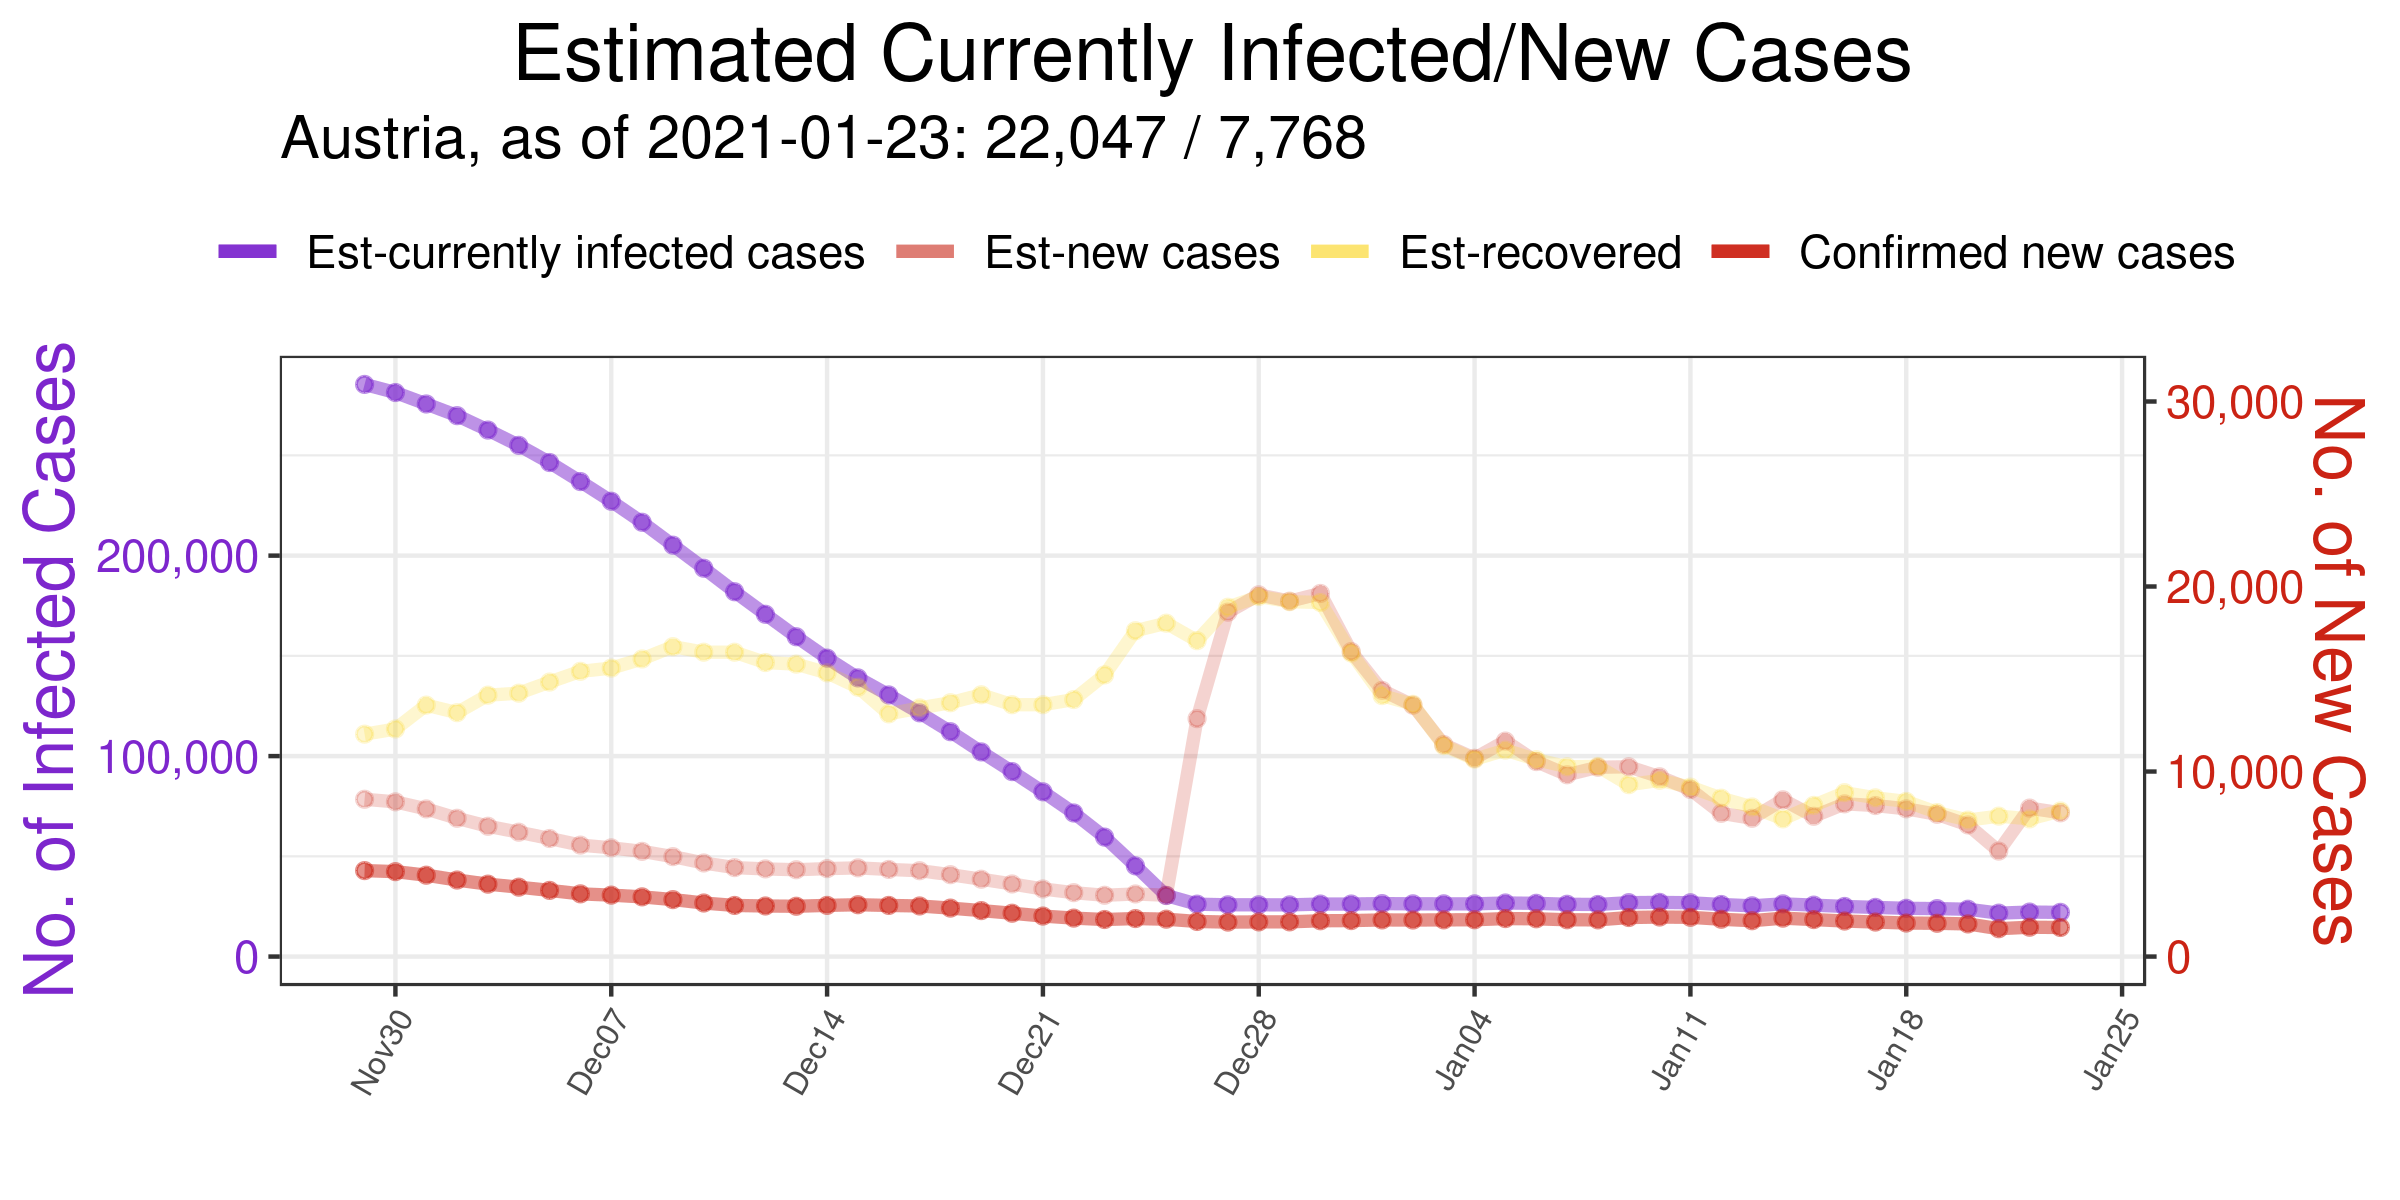 Estimated Currently Infected/New Cases
Austria, as of 2021-01-23: 22,047 / 7,768
Est-currently infected cases Est-new cases Est-recovered Confirmed new cases
No. of Infected Cases
200,000
100,000
0
30,000
20,000
10,000
0
No. of New Cases
Nov30 Dec07 Dec14 Dec21 Dec28 Jan04 Jan11 Jan18 Jan25